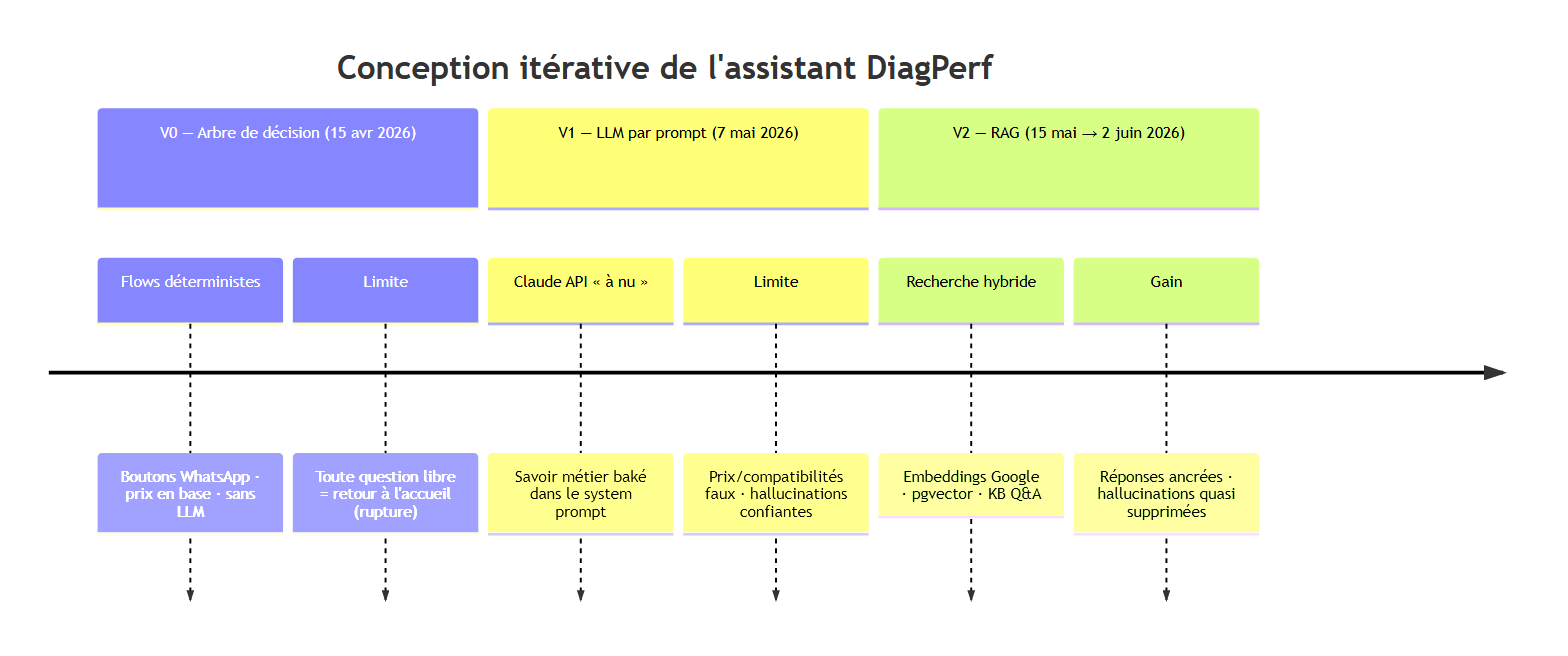 Conception itérative de l'assistant DiagPerf
V0 — Arbre de décision (15 avr 2026)
V1 — LLM par prompt (7 mai 2026)
V2 — RAG (15 mai → 2 juin 2026)
Flows déterministes
Limite
Claude API « à nu »
Limite
Recherche hybride
Gain
Boutons WhatsApp ·
prix en base · sans
LLM
Toute question libre
= retour à l'accueil
(rupture)
Savoir métier baké
dans le system
prompt
Prix/compatibilités
faux · hallucinations
confiantes
Embeddings Google
· pgvector · KB Q&A
Réponses ancrées ·
hallucinations quasi
supprimées